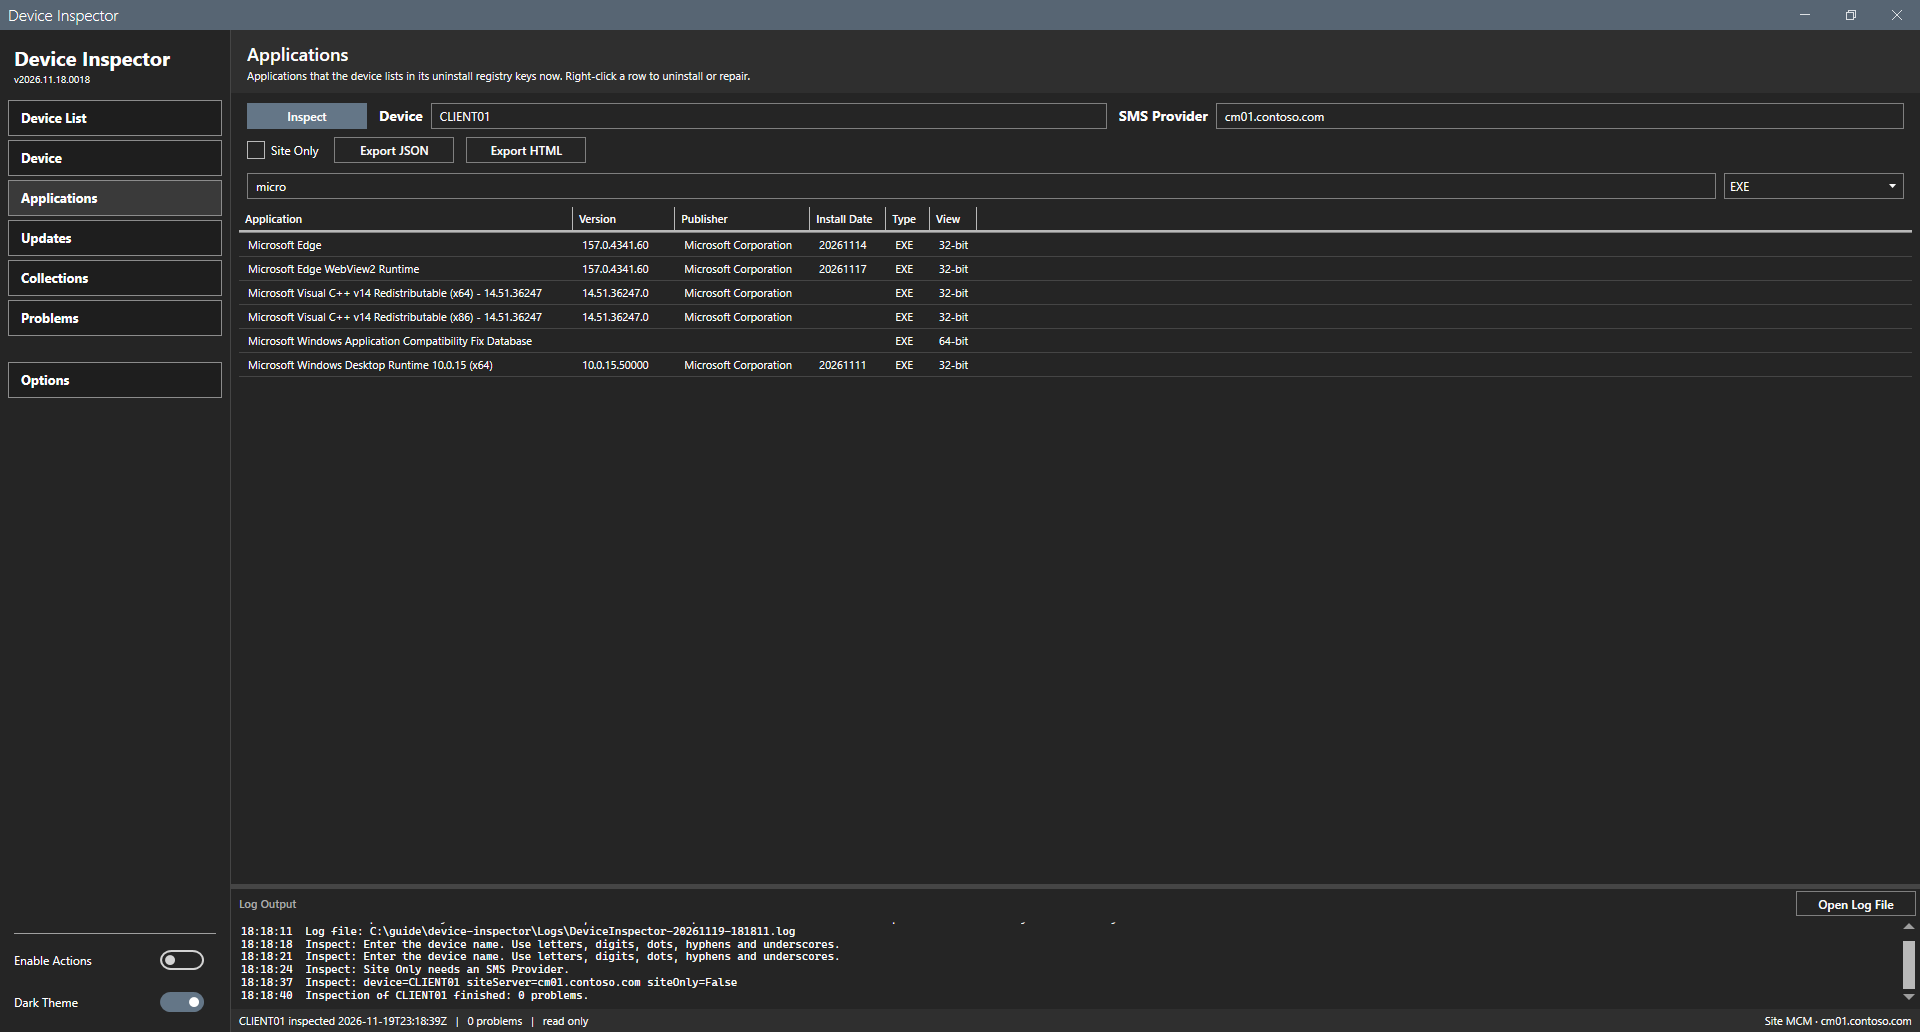 Device Inspector
Device Inspector
v2026.11.18.0018
Device List
Device
Applications
Updates
Collections
Problems
Options
Enable Actions
Dark Theme
Applications
Applications that the device lists in its uninstall registry keys now. Right-click a row to uninstall or repair.
Inspect Device CLIENT01 SMS Provider cm01.contoso.com
Site Only Export JSON Export HTML
micro EXE
Application Version Publisher Install Date Type View
Microsoft Edge 157.0.4341.60 Microsoft Corporation 20261114 EXE 32-bit
Microsoft Edge WebView2 Runtime 157.0.4341.60 Microsoft Corporation 20261117 EXE 32-bit
Microsoft Visual C++ v14 Redistributable (x64) - 14.51.36247 14.51.36247.0 Microsoft Corporation EXE 32-bit
Microsoft Visual C++ v14 Redistributable (x86) - 14.51.36247 14.51.36247.0 Microsoft Corporation EXE 32-bit
Microsoft Windows Application Compatibility Fix Database EXE 64-bit
Microsoft Windows Desktop Runtime 10.0.15 (x64) 10.0.15.50000 Microsoft Corporation 20261111 EXE 32-bit
Log Output Open Log File
18:18:11 Log file: C:\guide\device-inspector\Logs\DeviceInspector-20261119-181811.log
18:18:18 Inspect: Enter the device name. Use letters, digits, dots, hyphens and underscores.
18:18:21 Inspect: Enter the device name. Use letters, digits, dots, hyphens and underscores.
18:18:24 Inspect: Site Only needs an SMS Provider.
18:18:37 Inspect: device=CLIENT01 siteServer=cm01.contoso.com siteOnly=False
18:18:40 Inspection of CLIENT01 finished: 0 problems.
CLIENT01 inspected 2026-11-19T23:18:39Z | 0 problems | read only Site MCM · cm01.contoso.com